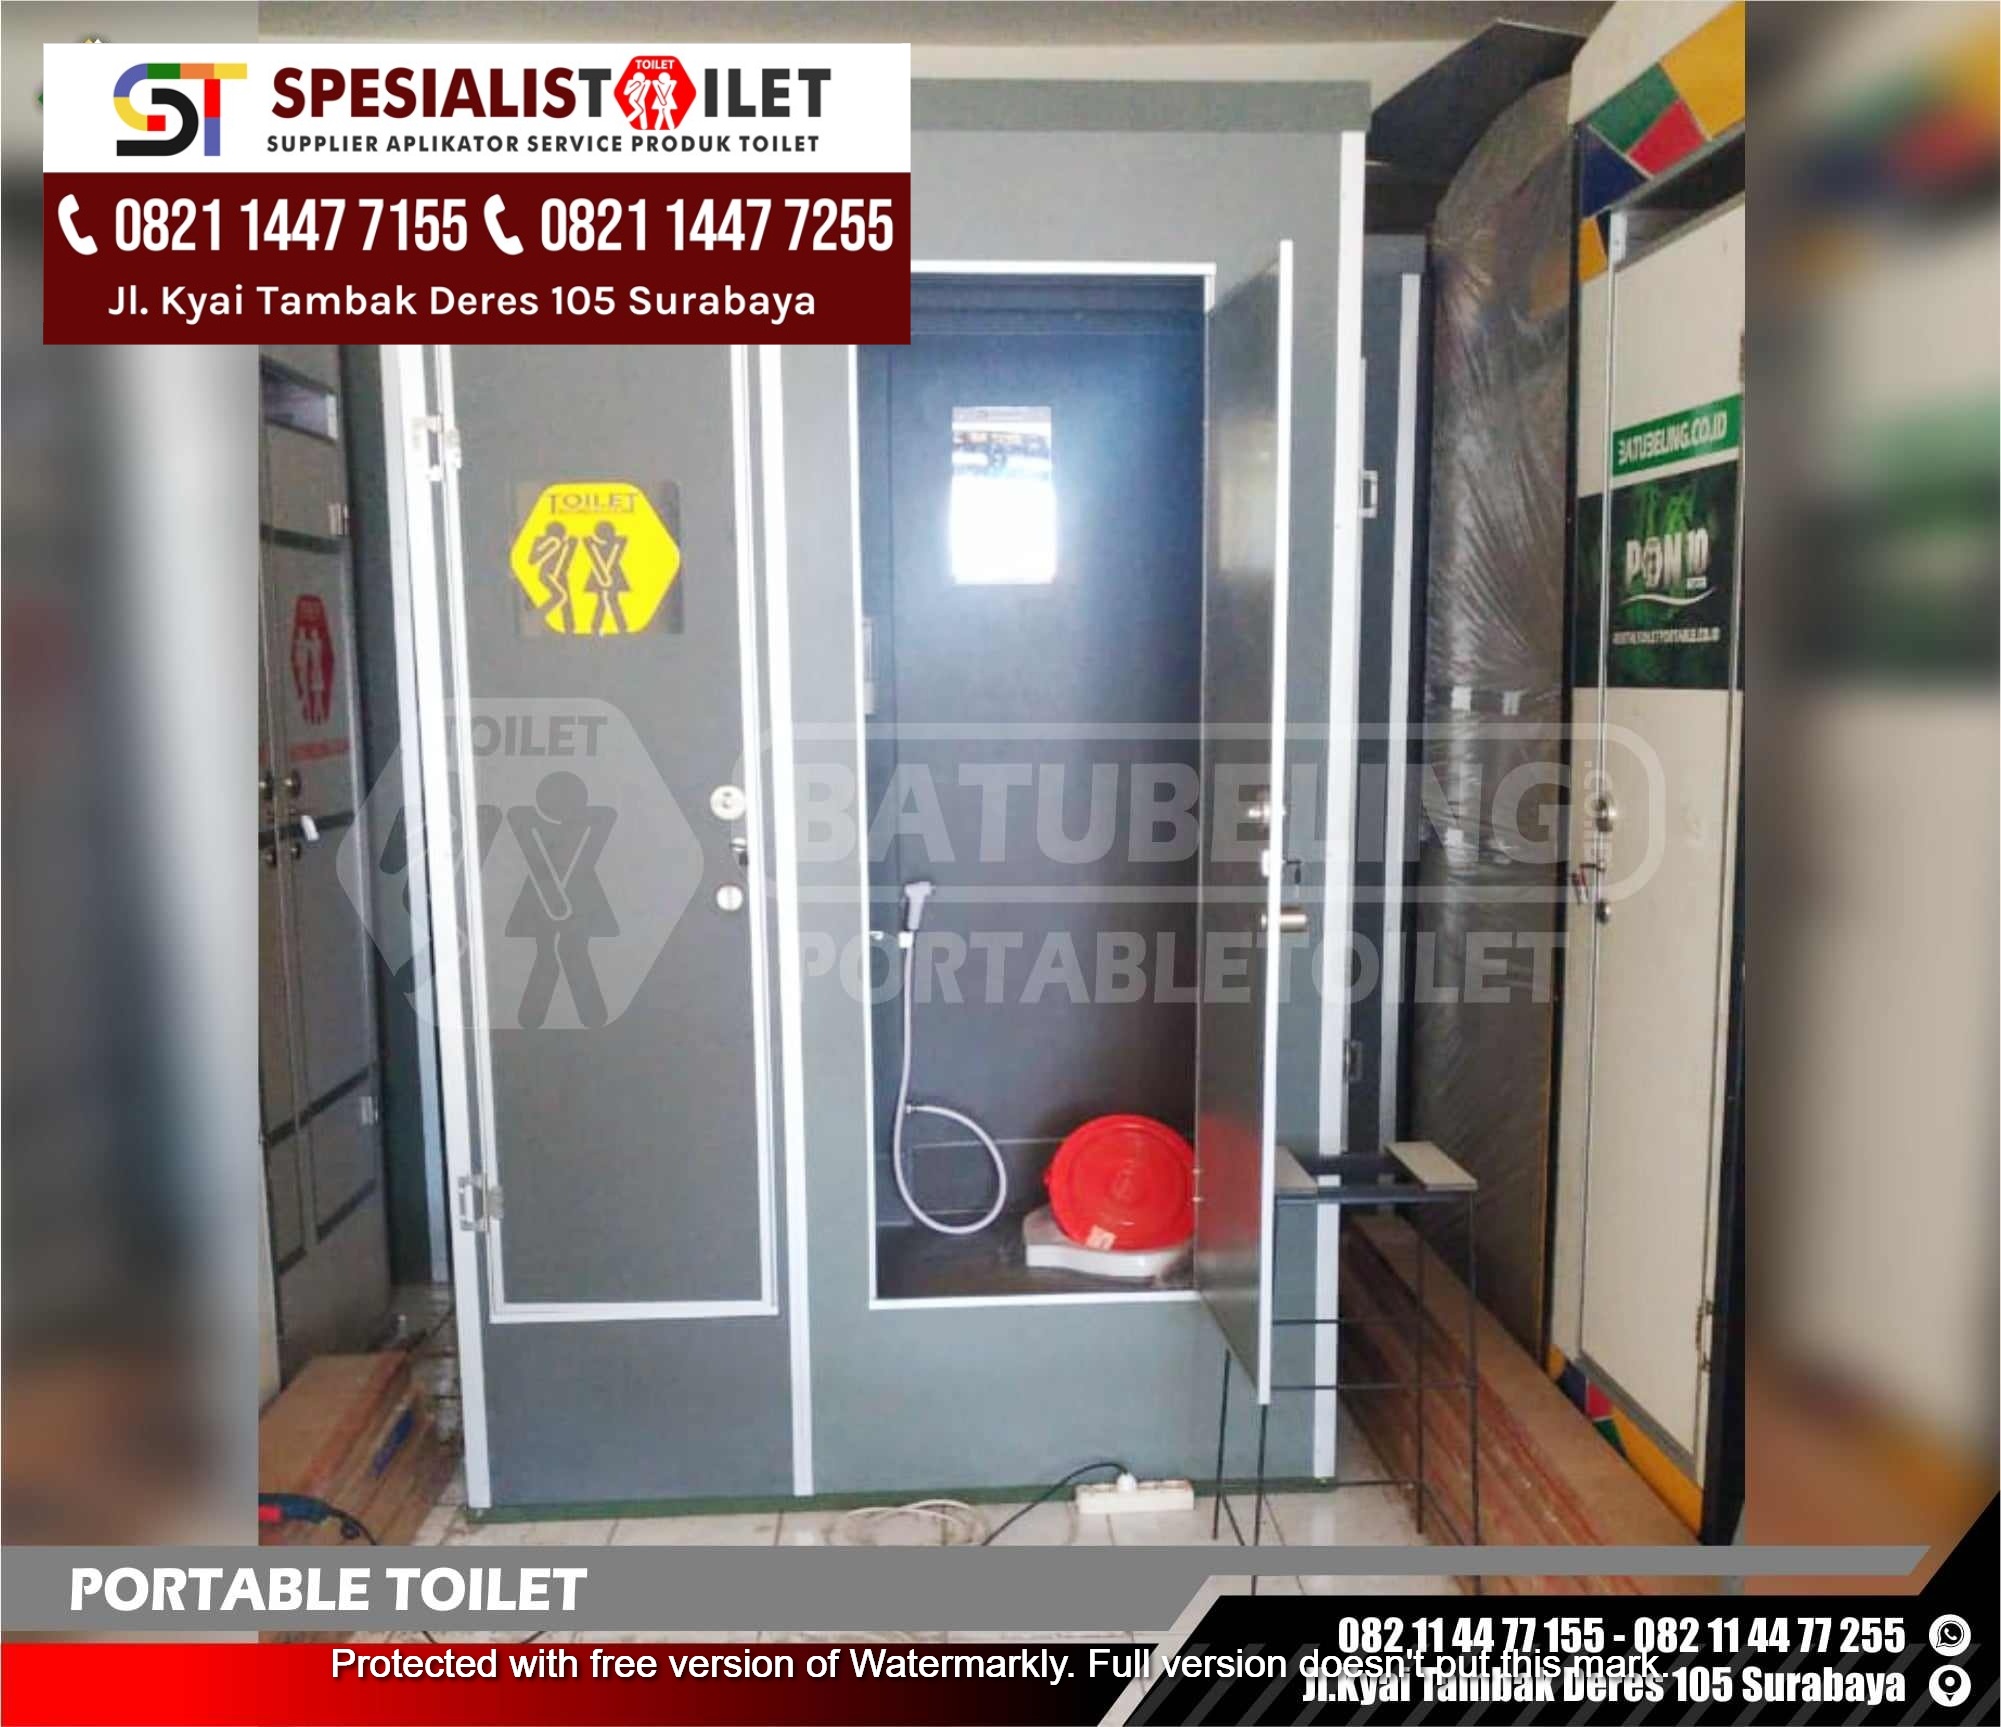 SPESIALISTOILET
TOILET
SUPPLIER APLIKATOR SERVICE PRODUK TOILET
0821 1447 7155 0821 1447 7255
Jl. Kyai Tambak Deres 105 Surabaya
BATUBELING.CO.ID
TOILET
PON 10
TOILET
BATUBELING
PORTABLETOILET
PORTABLE TOILET
082 11 44 77 155 - 082 11 44 77 255
Protected with free version of Watermarkly. Full version doesn't put this mark.
Jl.Kyai Tambak Deres 105 Surabaya